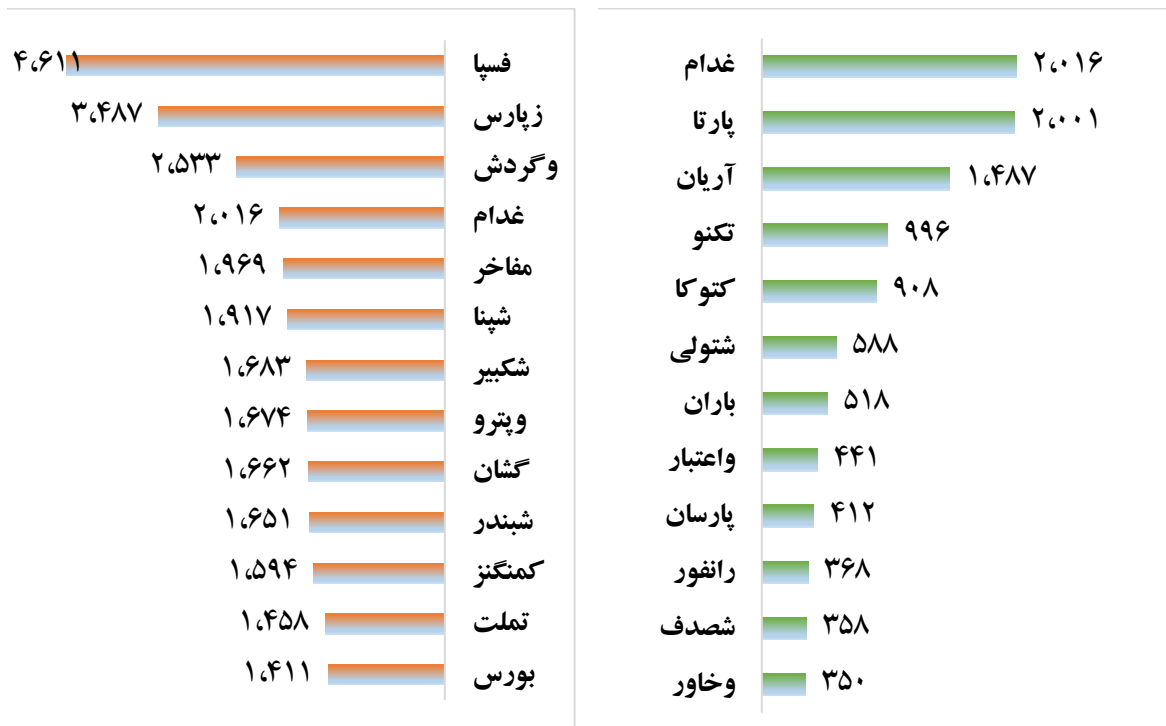 غدام ۲،۰۱۶
پارتا ۲،۰۰۱
آریان ۱،۴۸۷
تکنو ۹۹۶
کتوکا ۹۰۸
شتولی ۵۸۸
باران ۵۱۸
واعتبار ۴۴۱
پارسان ۴۱۲
رانفور ۳۶۸
شصدف ۳۵۸
وخاور ۳۵۰
فسپا ۴،۶۱۱
زپارس ۳،۴۸۷
وگردش ۲،۵۳۳
غدام ۲،۰۱۶
مفاخر ۱،۹۶۹
شپنا ۱،۹۱۷
شکبیر ۱،۶۸۳
وپترو ۱،۶۷۴
گشان ۱،۶۶۲
شبندر ۱،۶۵۱
کمنگنز ۱،۵۹۴
تملت ۱،۴۵۸
بورس ۱،۴۱۱